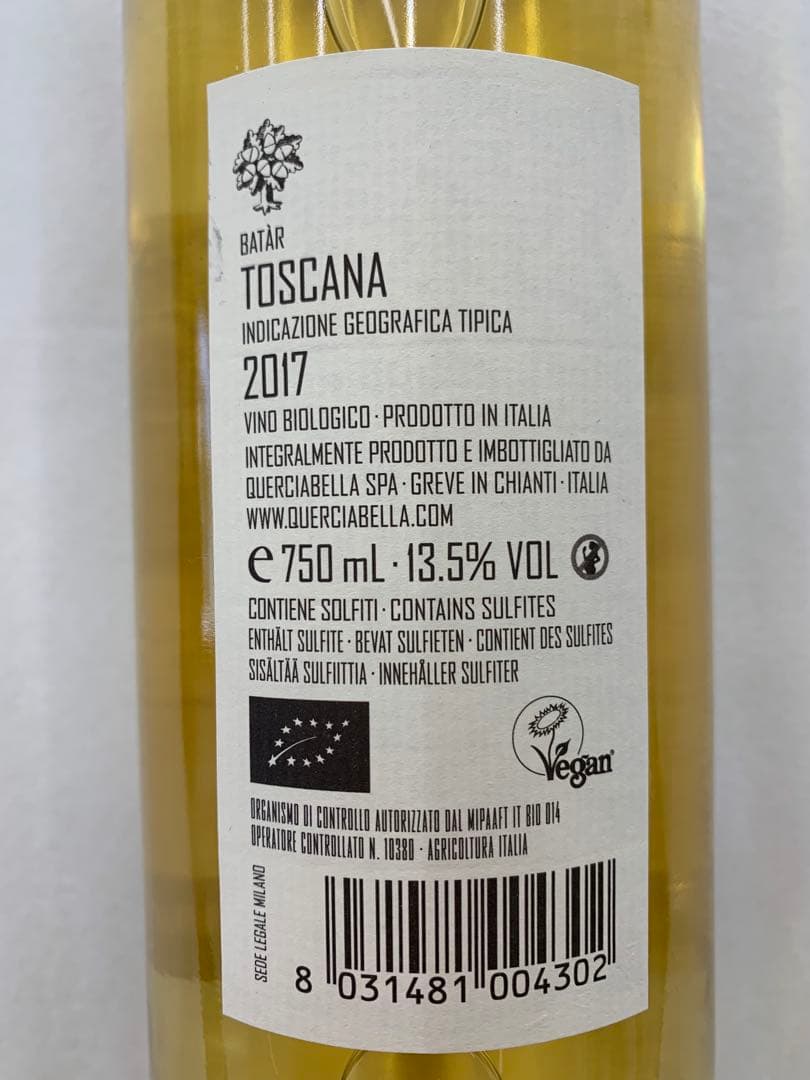 BATÀR
TOSCANA
INDICAZIONE GEOGRAFICA TIPICA
2017
VINO BIOLOGICO · PRODOTTO IN ITALIA
INTEGRALMENTE PRODOTTO E IMBOTTIGLIATO DA
QUERCIABELLA SPA · GREVE IN CHIANTI · ITALIA
WWW.QUERCIABELLA.COM
e 750 mL · 13.5% VOL
CONTIENE SOLFITI · CONTAINS SULFITES
ENTHÄLT SULFITE · BEVAT SULFIETEN · CONTIENT DES SULFITES
SISÄLTÄÄ SULFIITTIA · INNEHÅLLER SULFITER
Vegan
ORGANISMO DI CONTROLLO AUTORIZZATO DAL MIPAAFT IT BIO 014
OPERATORE CONTROLLATO N. 10380 · AGRICOLTURA ITALIA
SEDE LEGALE MILANO
8 031481 004302